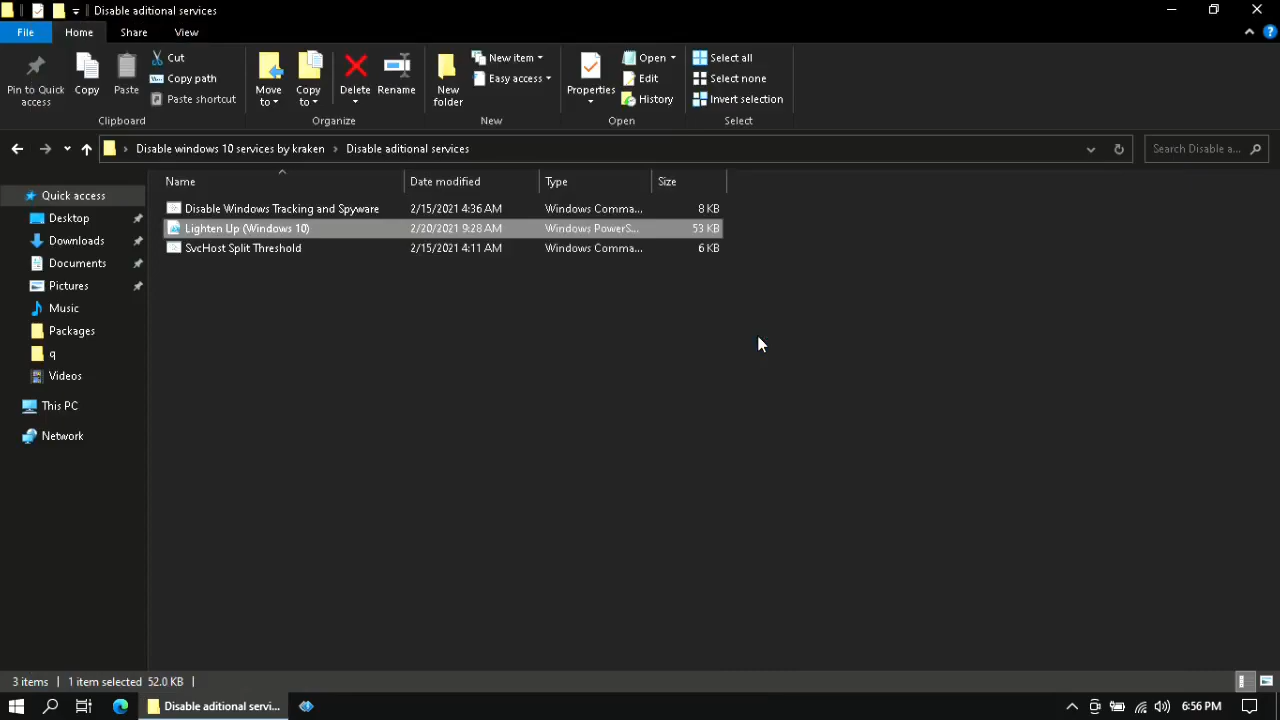 Disable aditional services
File Home Share View
Pin to Quick access
Copy
Paste
Cut
Copy path
Paste shortcut
Clipboard
Move to
Copy to
Delete
Rename
Organize
New folder
New item
Easy access
New
Properties
Open
Edit
History
Open
Select all
Select none
Invert selection
Select
Disable windows 10 services by kraken Disable aditional services
Search Disable a...
Name Date modified Type Size
Disable Windows Tracking and Spyware 2/15/2021 4:36 AM Windows Comma... 8 KB
Lighten Up (Windows 10) 2/20/2021 9:28 AM Windows PowerS... 53 KB
SvcHost Split Threshold 2/15/2021 4:11 AM Windows Comma... 6 KB
Quick access
Desktop
Downloads
Documents
Pictures
Music
Packages
q
Videos
This PC
Network
3 items 1 item selected 52.0 KB
Disable aditional servi...
6:56 PM